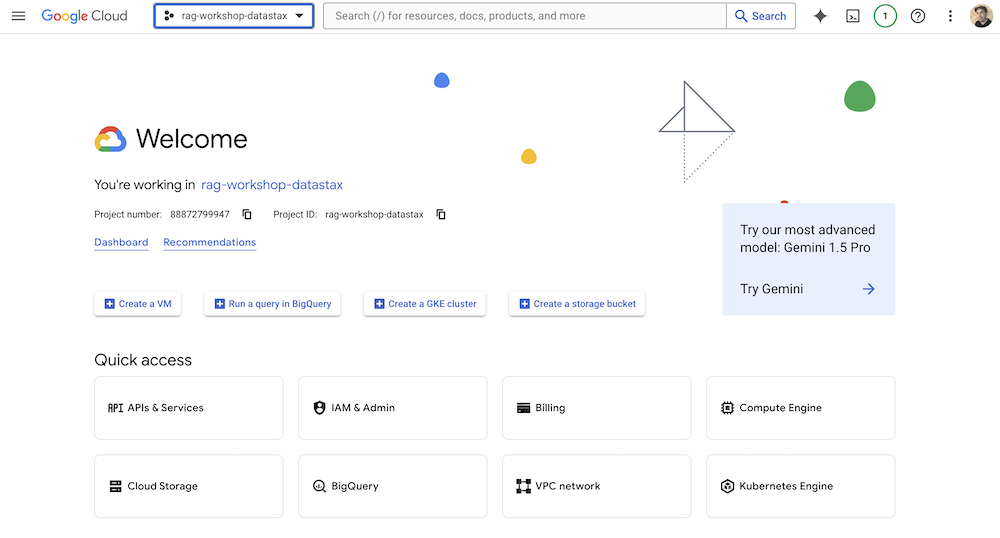 Google Cloud
rag-workshop-datastax
Search (/) for resources, docs, products, and more
Search
1
Welcome
You're working in rag-workshop-datastax
Project number: 88872799947 Project ID: rag-workshop-datastax
Dashboard Recommendations
Try our most advanced
model: Gemini 1.5 Pro
Try Gemini
Create a VM
Run a query in BigQuery
Create a GKE cluster
Create a storage bucket
Quick access
API APIs & Services
IAM & Admin
Billing
Compute Engine
Cloud Storage
BigQuery
VPC network
Kubernetes Engine